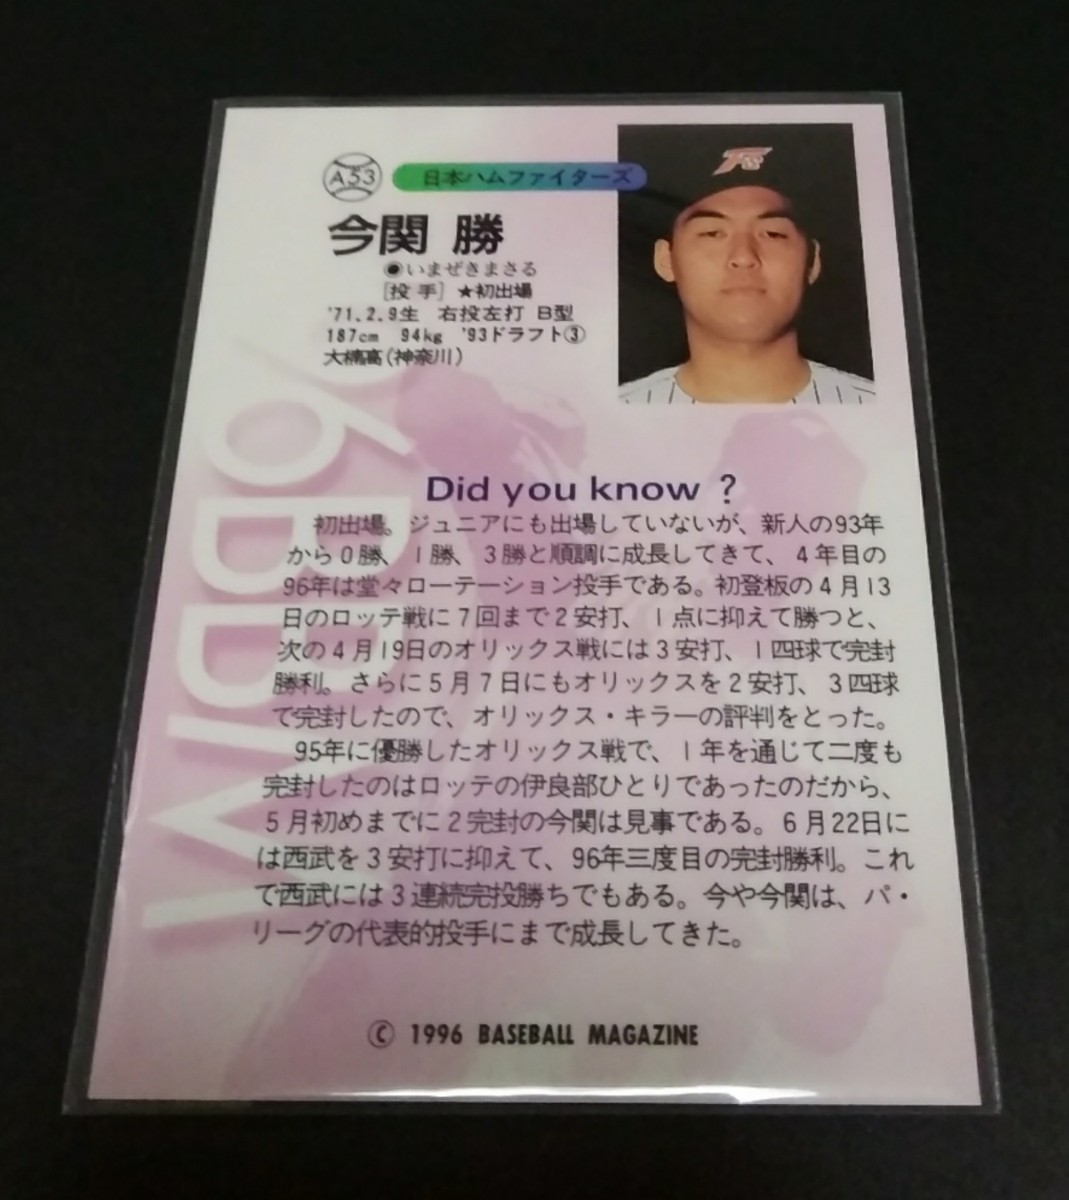 A53 日本ハムファイターズ
今関 勝
●いまぜきまさる
[投手] ★初出場
'71.2.9生 右投左打 B型
187cm 94kg '93ドラフト③
大楠高(神奈川)
Did you know ?
初出場。ジュニアにも出場していないが、新人の93年
から0勝、1勝、3勝と順調に成長してきて、4年目の
96年は堂々ローテーション投手である。初登板の4月13
日のロッテ戦に7回まで2安打、1点に抑えて勝つと、
次の4月19日のオリックス戦には3安打、1四球で完封
勝利。さらに5月7日にもオリックスを2安打、3四球
で完封したので、オリックス・キラーの評判をとった。
95年に優勝したオリックス戦で、1年を通じて二度も
完封したのはロッテの伊良部ひとりであったのだから、
5月初めまでに2完封の今関は見事である。6月22日に
は西武を3安打に抑えて、96年三度目の完封勝利。これ
で西武には3連続完投勝ちでもある。今や今関は、パ・
リーグの代表的投手にまで成長してきた。
'96BBM
© 1996 BASEBALL MAGAZINE